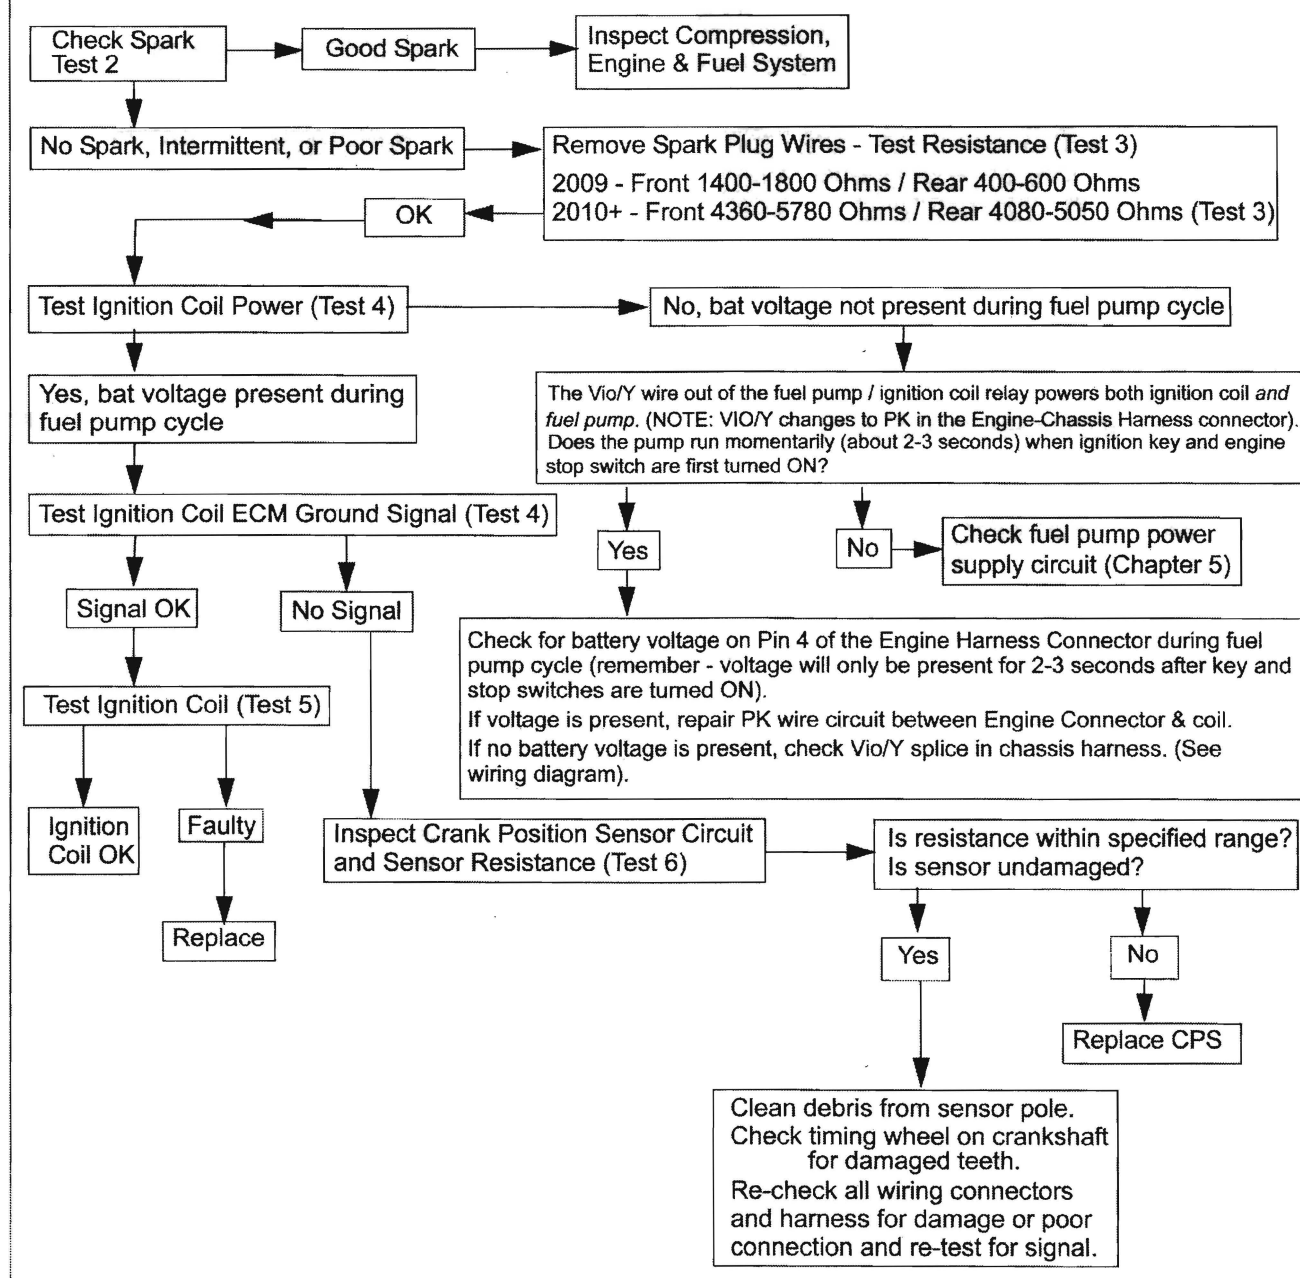 Check Spark
Test 2
Good Spark
Inspect Compression,
Engine & Fuel System
No Spark, Intermittent, or Poor Spark
Remove Spark Plug Wires - Test Resistance (Test 3)
2009 - Front 1400-1800 Ohms / Rear 400-600 Ohms
2010+ - Front 4360-5780 Ohms / Rear 4080-5050 Ohms (Test 3)
OK
Test Ignition Coil Power (Test 4)
No, bat voltage not present during fuel pump cycle
Yes, bat voltage present during
fuel pump cycle
The Vio/Y wire out of the fuel pump / ignition coil relay powers both ignition coil and
fuel pump. (NOTE: VIO/Y changes to PK in the Engine-Chassis Harness connector).
Does the pump run momentarily (about 2-3 seconds) when ignition key and engine
stop switch are first turned ON?
Test Ignition Coil ECM Ground Signal (Test 4)
Yes
No
Check fuel pump power
supply circuit (Chapter 5)
Signal OK
No Signal
Check for battery voltage on Pin 4 of the Engine Harness Connector during fuel
pump cycle (remember - voltage will only be present for 2-3 seconds after key and
stop switches are turned ON).
If voltage is present, repair PK wire circuit between Engine Connector & coil.
If no battery voltage is present, check Vio/Y splice in chassis harness. (See
wiring diagram).
Test Ignition Coil (Test 5)
Ignition
Coil OK
Faulty
Replace
Inspect Crank Position Sensor Circuit
and Sensor Resistance (Test 6)
Is resistance within specified range?
Is sensor undamaged?
Yes
No
Replace CPS
Clean debris from sensor pole.
Check timing wheel on crankshaft
for damaged teeth.
Re-check all wiring connectors
and harness for damage or poor
connection and re-test for signal.